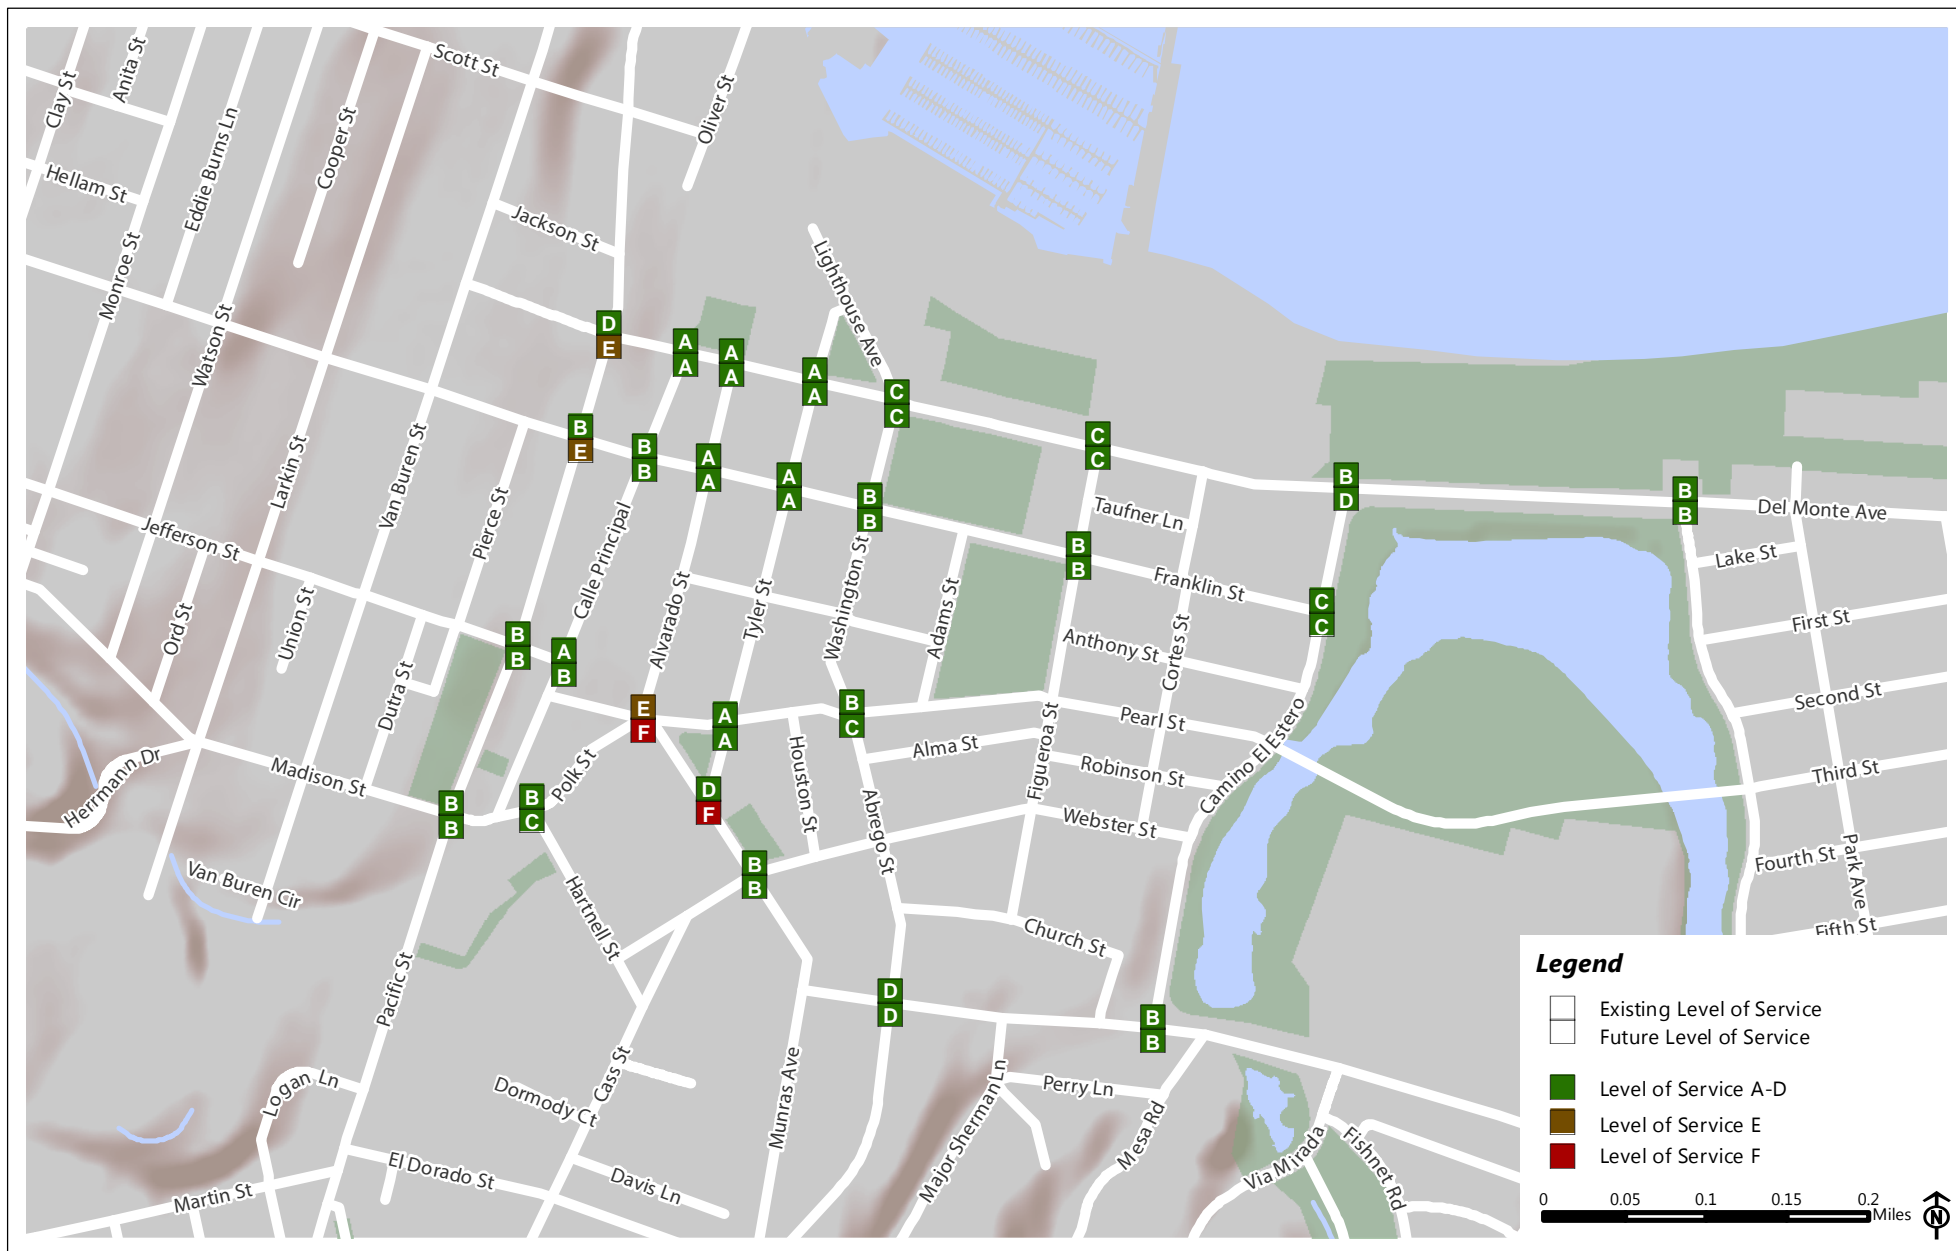 Scott St
Anita St
Clay St
Oliver St
Cooper St
Eddie Burns Ln
Hellam St
Jackson St
Monroe St
Lighthouse Ave
Watson St
D
E
A
A
A
A
A
A
C
C
B
E
B
B
A
A
A
A
B
B
C
C
B
D
B
B
Larkin St
Van Buren St
Pierce St
Jefferson St
Calle Principal
Taufner Ln
Del Monte Ave
Lake St
B
B
Franklin St
C
C
Ord St
Union St
Alvarado St
Tyler St
Washington St
Adams St
Anthony St
Cortes St
First St
B
B
A
B
Dutra St
Second St
E
F
A
A
B
C
Pearl St
Figueroa St
Camino El Estero
Herrmann Dr
Madison St
Polk St
Houston St
Alma St
Robinson St
Third St
B
B
B
C
D
F
Abrego St
Webster St
Fourth St
Park Ave
Van Buren Cir
B
B
Hartnell St
Church St
Fifth St
Pacific St
D
D
B
B
Logan Ln
Dormody Ct
Cass St
Munras Ave
Major Sherman Ln
Perry Ln
Mesa Rd
Via Mirada
Fishnet Rd
El Dorado St
Davis Ln
Martin St
Legend
Existing Level of Service
Future Level of Service
Level of Service A-D
Level of Service E
Level of Service F
0 0.05 0.1 0.15 0.2
Miles
N